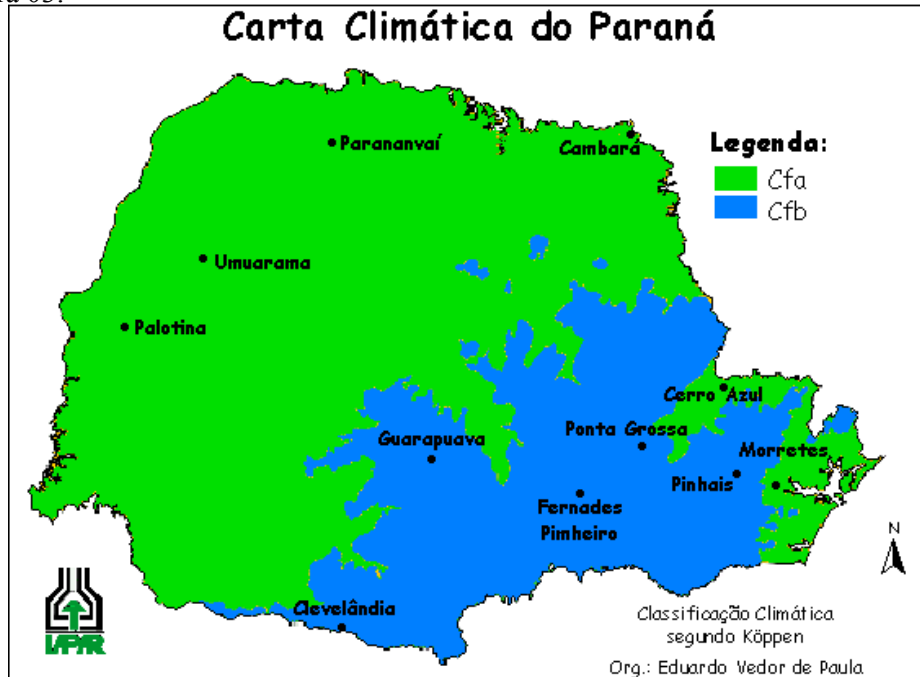 Carta Climática do Paraná
Parananvaí
Cambará
Legenda:
Cfa
Cfb
Umuarama
Palotina
Cerro Azul
Guarapuava
Ponta Grossa
Morretes
Pinhais
Fernades
Pimheiro
N
Clevelândia
IAPAR
Classificação Climática
segundo Köppen
Org.: Eduardo Vedor de Paula